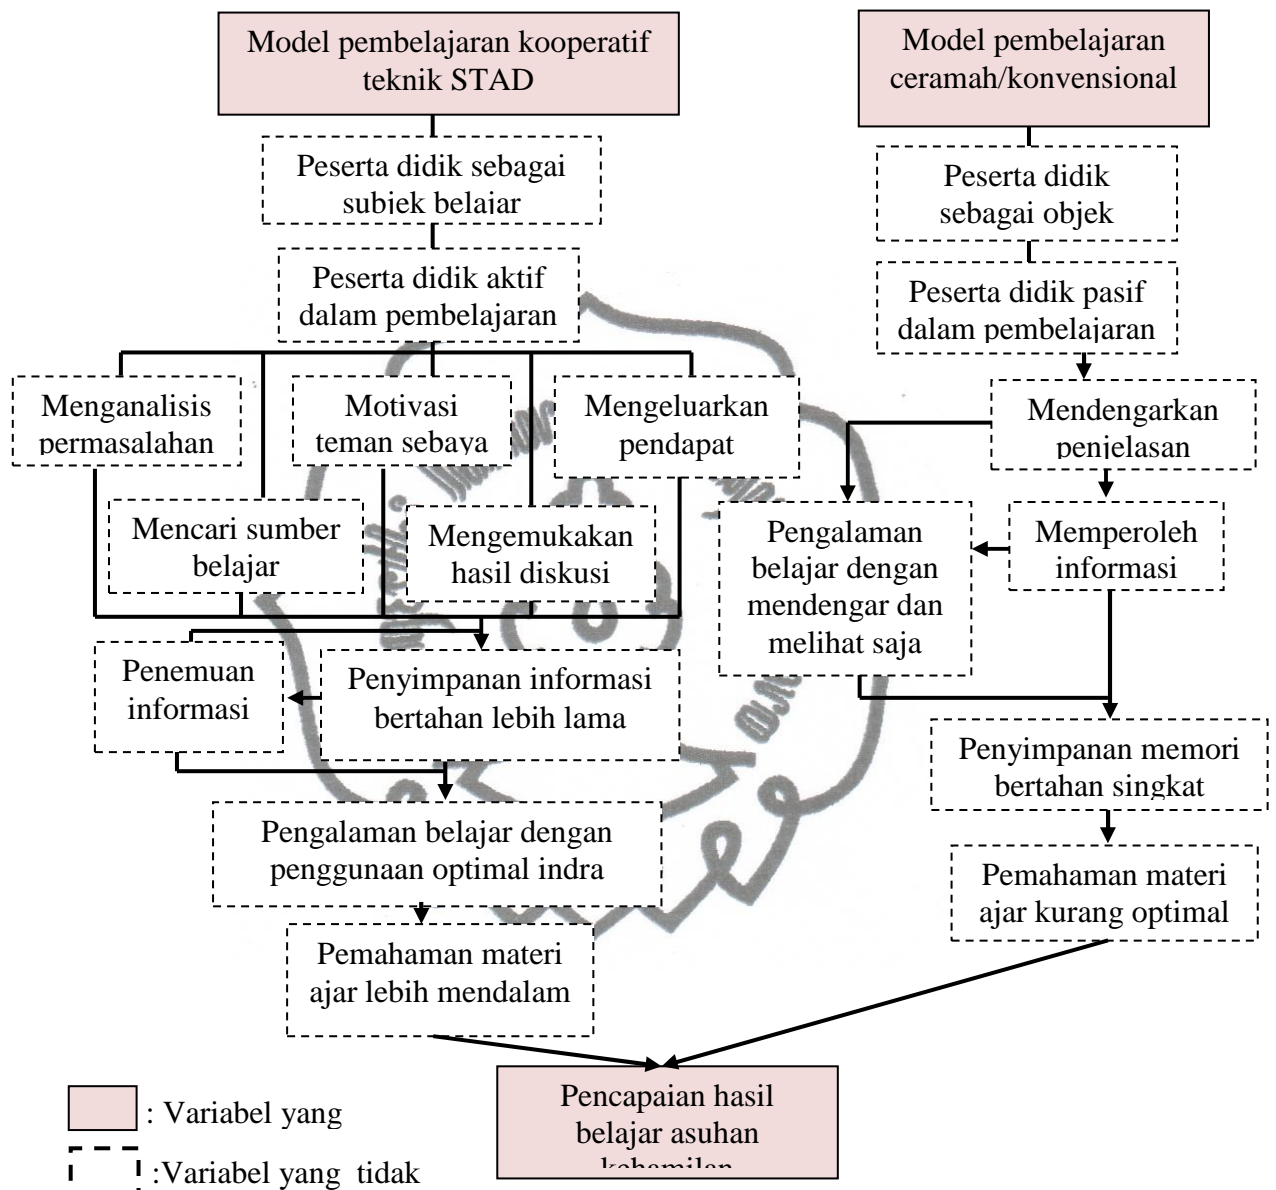 Model pembelajaran kooperatif
teknik STAD
Peserta didik sebagai
subjek belajar
Peserta didik aktif
dalam pembelajaran
Menganalisis
permasalahan
Motivasi
teman sebaya
Mengeluarkan
pendapat
Mencari sumber
belajar
Mengemukakan
hasil diskusi
Penemuan
informasi
Penyimpanan informasi
bertahan lebih lama
Pengalaman belajar dengan
penggunaan optimal indra
Pemahaman materi
ajar lebih mendalam
Model pembelajaran
ceramah/konvensional
Peserta didik
sebagai objek
Peserta didik pasif
dalam pembelajaran
Mendengarkan
penjelasan
Pengalaman
belajar dengan
mendengar dan
melihat saja
Memperoleh
informasi
Penyimpanan memori
bertahan singkat
Pemahaman materi
ajar kurang optimal
Pencapaian hasil
belajar asuhan
kehamilan
: Variabel yang
:Variabel yang tidak